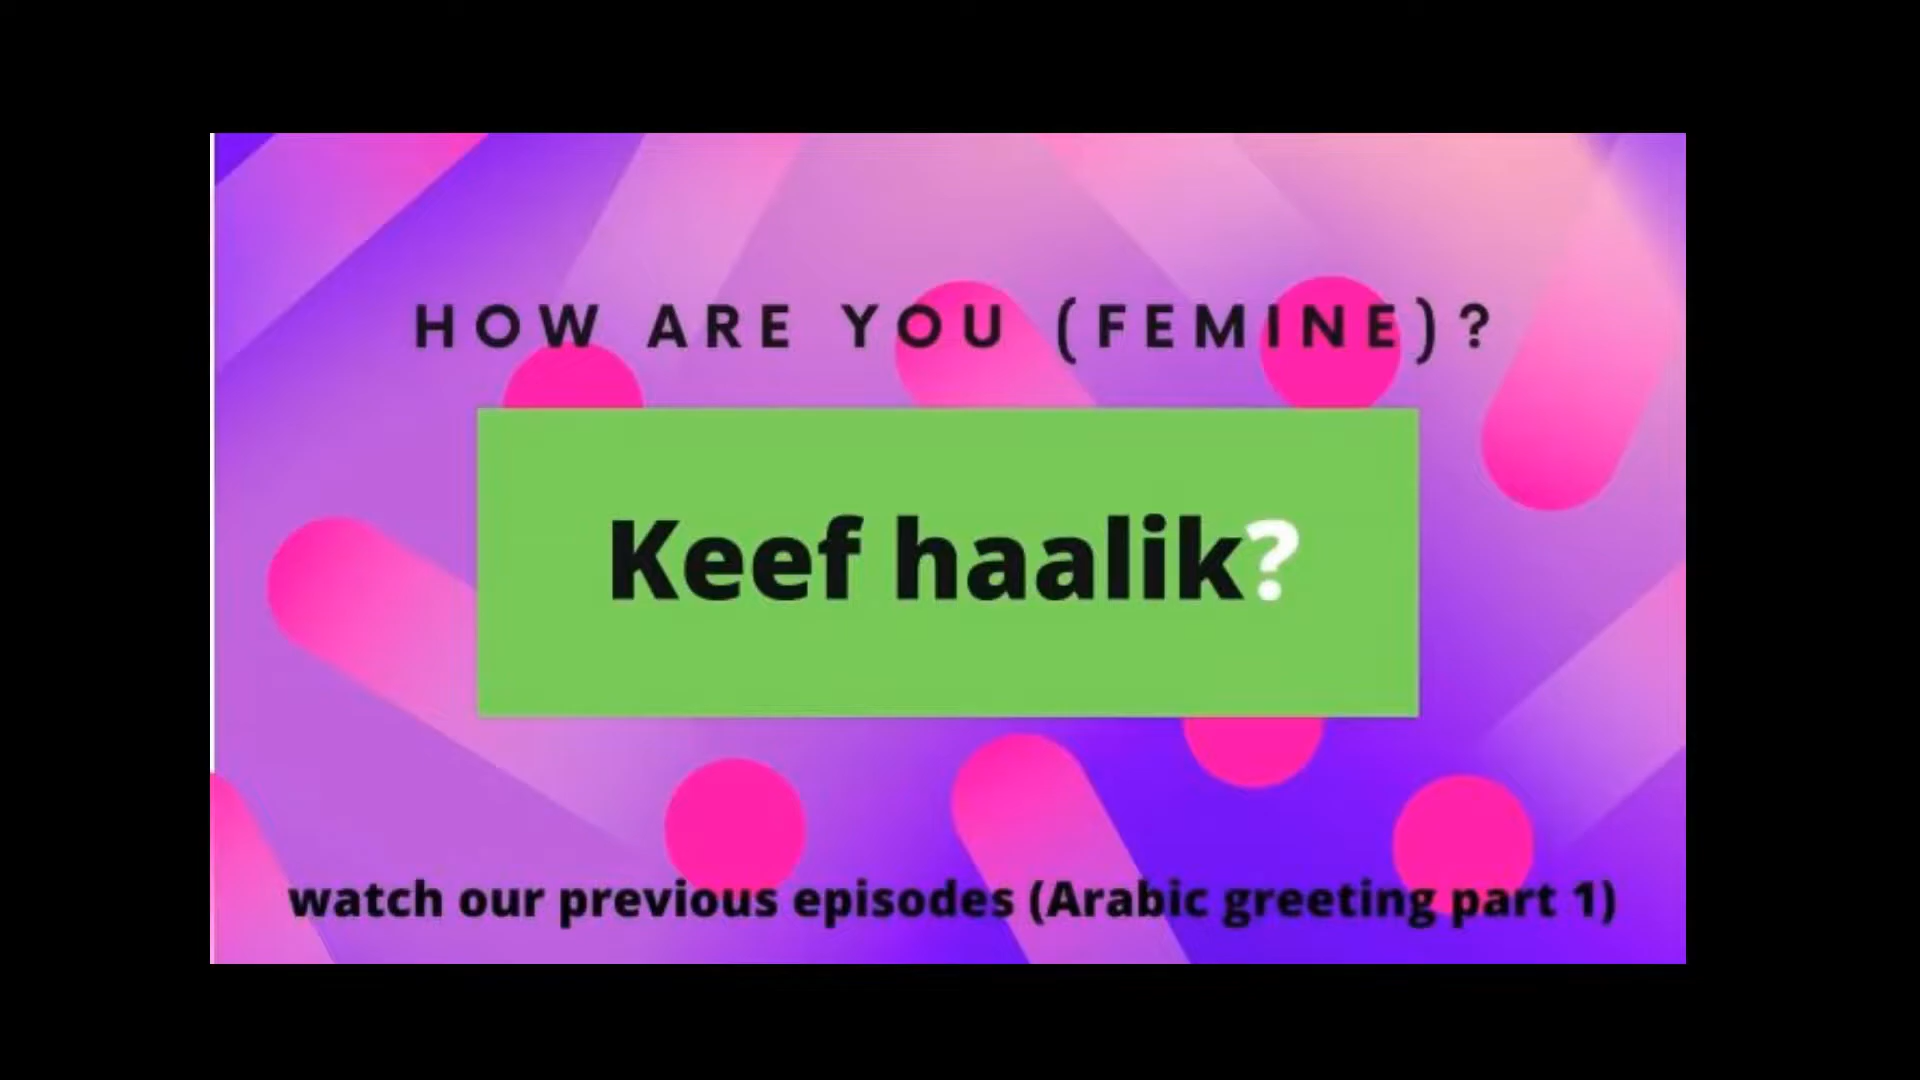 HOW ARE YOU (FEMINE)?
Keef haalik?
watch our previous episodes (Arabic greeting part 1)